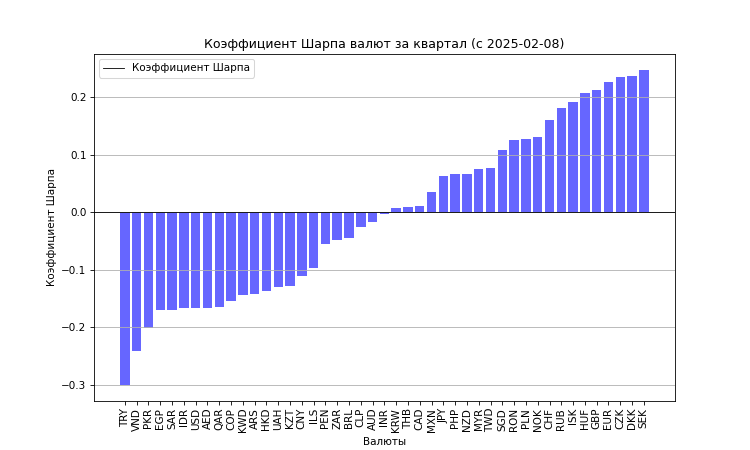 Коэффициент Шарпа валют за квартал (с 2025-02-08)
Коэффициент Шарпа
0.2
0.1
0.0
−0.1
−0.2
−0.3
Коэффициент Шарпа
TRY VND PKR EGP SAR IDR USD AED QAR COP KWD ARS HKD UAH KZT CNY ILS PEN ZAR BRL CLP AUD INR KRW THB CAD MXN JPY PHP NZD MYR TWD SGD RON PLN NOK CHF RUB ISK HUF GBP EUR CZK DKK SEK
Валюты